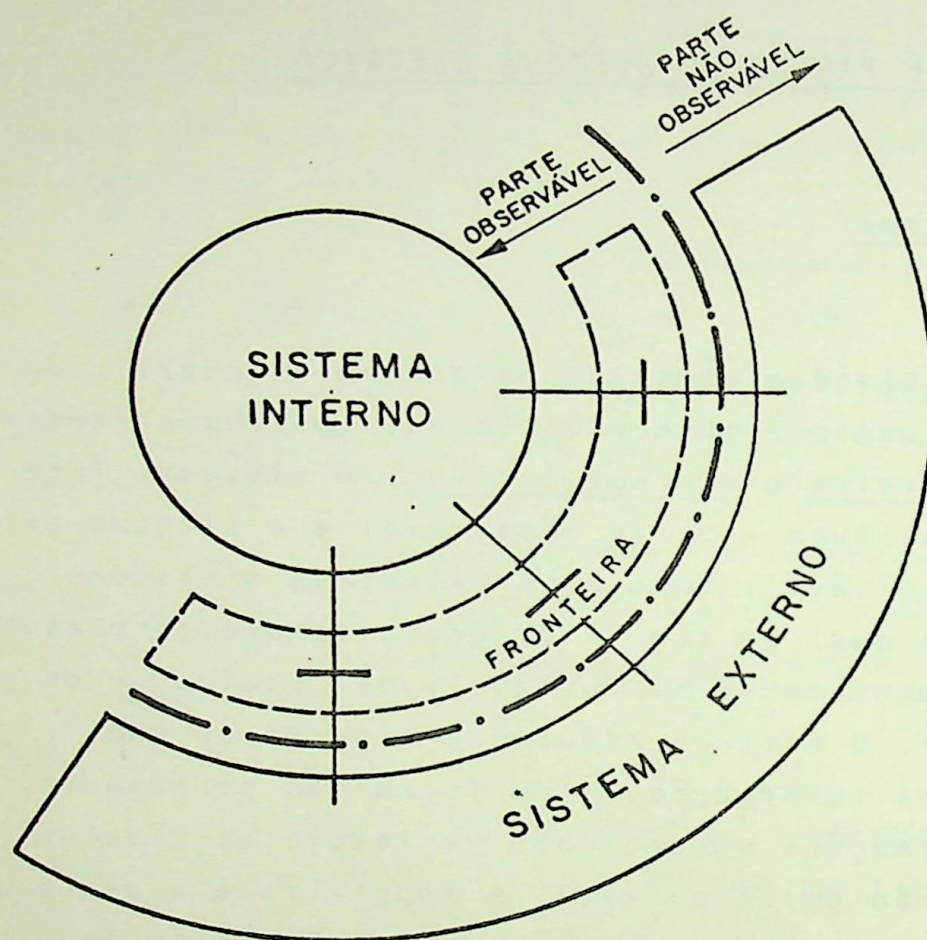 PARTE
NÃO
OBSERVÁVEL
PARTE
OBSERVÁVEL
SISTEMA
INTERNO
FRONTEIRA
SISTEMA EXTERNO